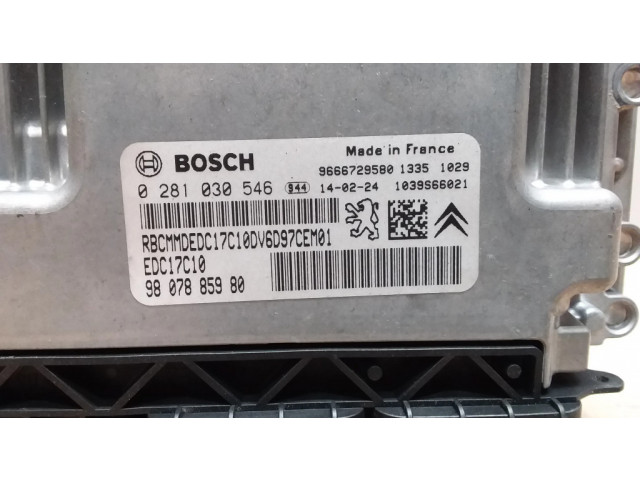 BOSCH
Made in France
9666729580 1335 1029
0 281 030 546 944 14-02-24 1039S66021
RBCMMDEDC17C10DV6D97CEM01
EDC17C10
98 078 859 80